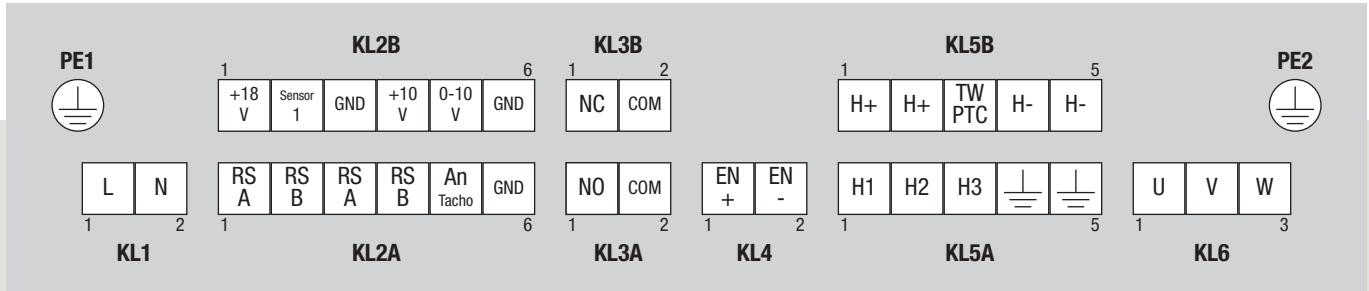 KL2B KL3B KL5B
PE1 PE2
1 6 1 2 1 5
+18 V Sensor 1 GND +10 V 0-10 V GND NC COM H+ H+ TW PTC H- H-
L N RS A RS B RS A RS B An Tacho GND NO COM EN + EN - H1 H2 H3 U V W
1 2 1 6 1 2 1 2 1 5 1 3
KL1 KL2A KL3A KL4 KL5A KL6